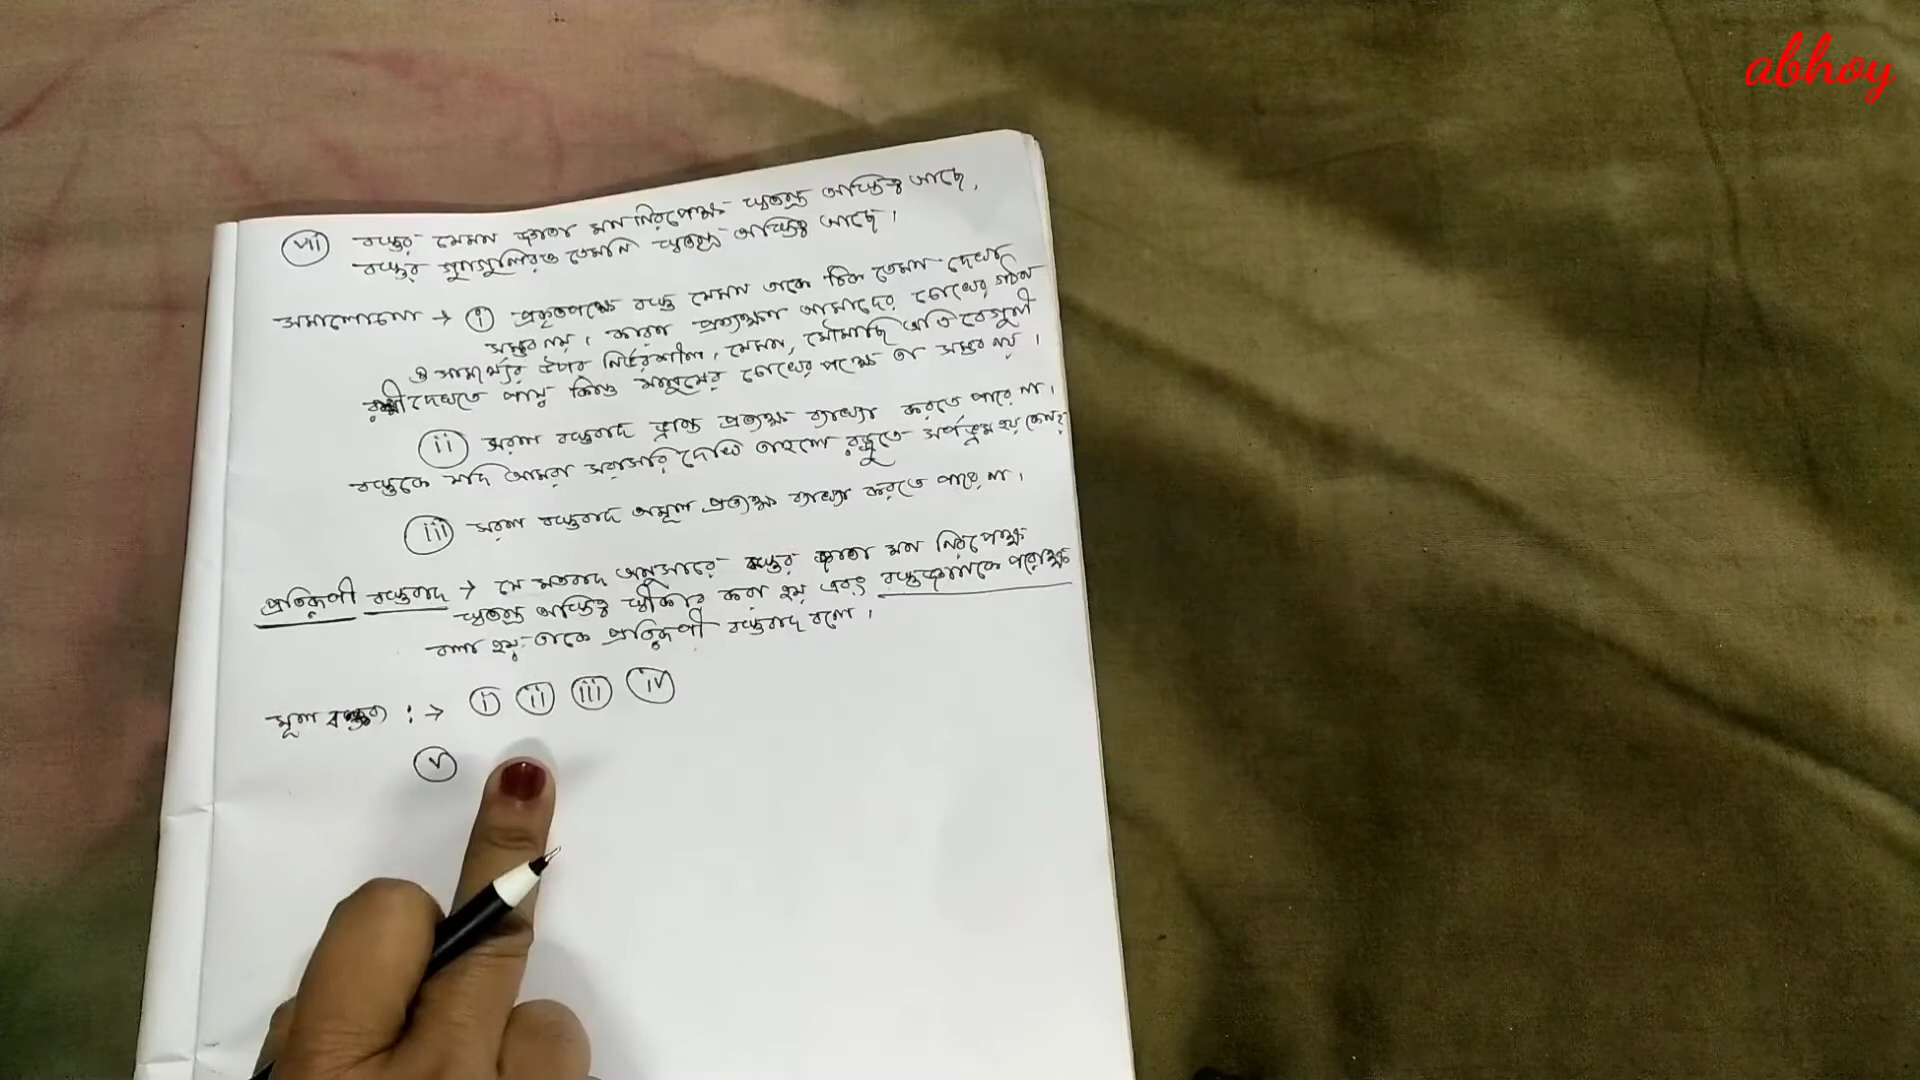 abhoy
vi বস্তুর যেমন জ্ঞাতা মন নিরপেক্ষ স্বতন্ত্র অস্তিত্ব আছে,
বস্তুর গুণগুলিরও তেমনি স্বতন্ত্র অস্তিত্ব আছে।
সমালোচনা → i প্রকৃতপক্ষে বস্তু যেমন তাকে ঠিক তেমন দেখা
সম্ভব নয়। কারণ প্রত্যক্ষণ আমাদের চোখের গঠন
ও সামর্থ্যের উপর নির্ভরশীল। যেমন, মৌমাছি অতি বেগুনী
রশ্মী দেখতে পায় কিন্তু মানুষের চোখের পক্ষে তা সম্ভব নয়।
ii সরল বস্তুবাদ ভ্রান্ত প্রত্যক্ষ ব্যাখ্যা করতে পারে না।
বস্তুকে যদি আমরা সরাসরি দেখি তাহলে রজ্জুতে সর্পভ্রম হয় কেন?
iii সরল বস্তুবাদ অমূল প্রত্যক্ষ ব্যাখ্যা করতে পারে না।
প্রতিরূপী বস্তুবাদ → যে মতবাদ অনুসারে বস্তুর জ্ঞাতা মন নিরপেক্ষ
স্বতন্ত্র অস্তিত্ব স্বীকার করা হয় এবং বস্তুজ্ঞানকে পরোক্ষ
বলা হয় তাকে প্রতিরূপী বস্তুবাদ বলে।
মূল বক্তব্য : → i ii iii iv
v